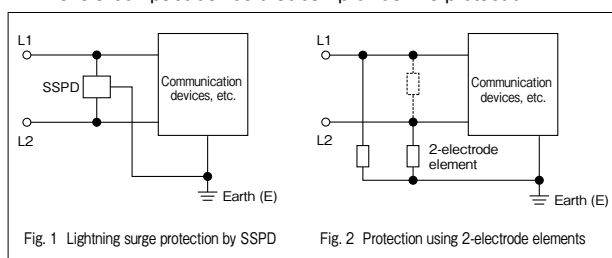 L1
SSPD
L2
Communication
devices, etc.
Earth (E)
Fig. 1 Lightning surge protection by SSPD
L1
L2
Communication
devices, etc.
2-electrode
element
Earth (E)
Fig. 2 Protection using 2-electrode elements